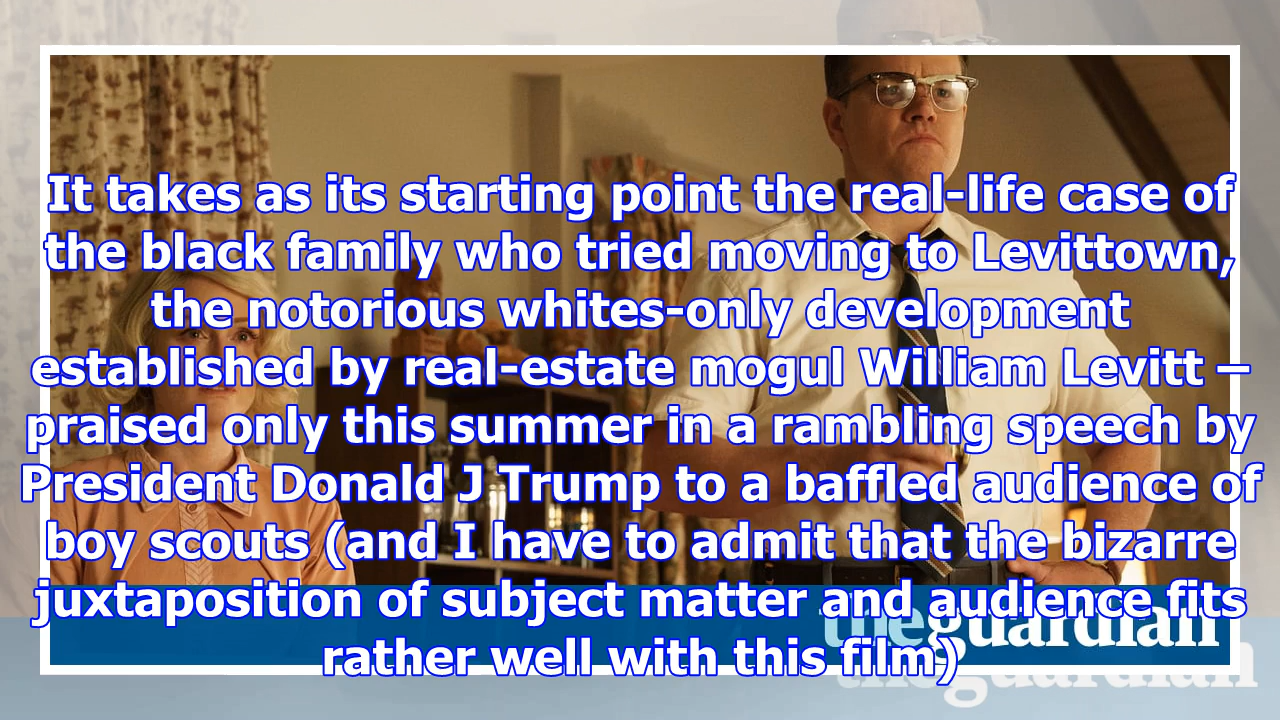 It takes as its starting point the real-life case of
the black family who tried moving to Levittown,
the notorious whites-only development
established by real-estate mogul William Levitt –
praised only this summer in a rambling speech by
President Donald J Trump to a baffled audience of
boy scouts (and I have to admit that the bizarre
juxtaposition of subject matter and audience fits
rather well with this film)
theguardian
theguardian